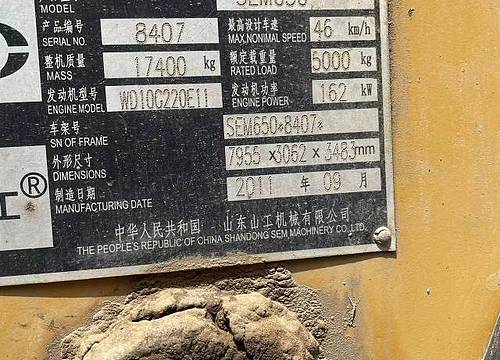 MODEL SEM650
产品编号 8407 最高设计车速 46 km/h
SERIAL NO. MAX.NONIMAL SPEED
整机质量 17400 kg 额定载重量 5000 kg
MASS RATED LOAD
发动机型号 WD10G220E11 发动机功率 162 kW
ENGINE MODEL ENGINE POWER
车架号 SEM650*8407*
SN OF FRAME
外形尺寸 7955 x3062 x 3483mm
DIMENSIONS
制造日期 2011 年 09 月
MANUFACTURING DATE
®
中华人民共和国 山东山工机械有限公司
THE PEOPLE'S REPUBLIC OF CHINA SHANDONG SEM MACHINERY CO.,LTD.